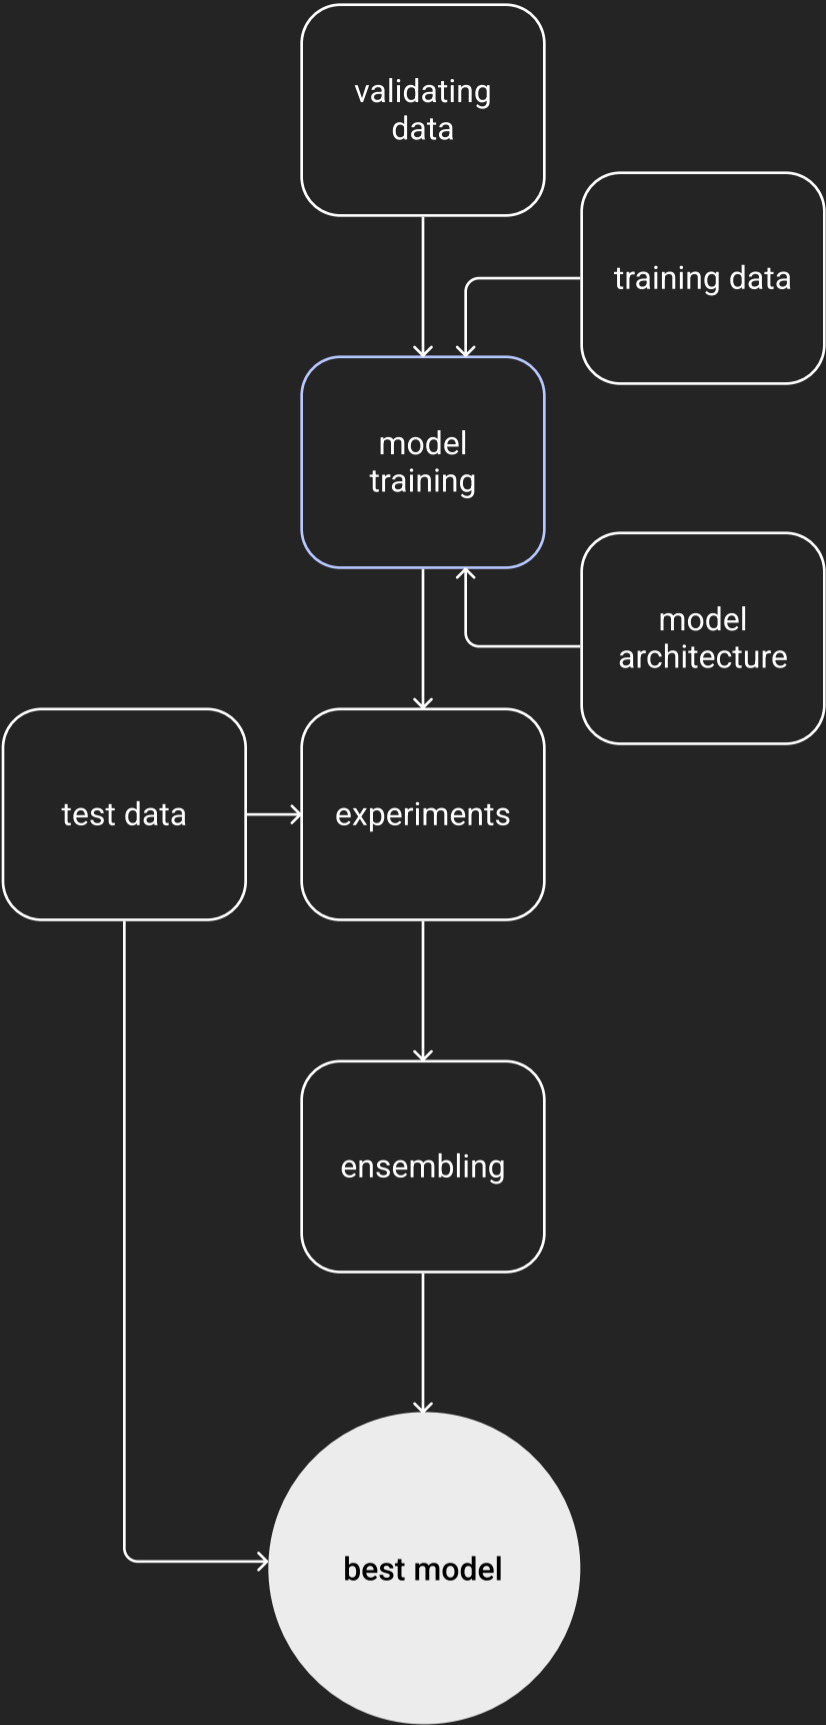 validating
data
training data
model
training
model
architecture
test data
experiments
ensembling
best model